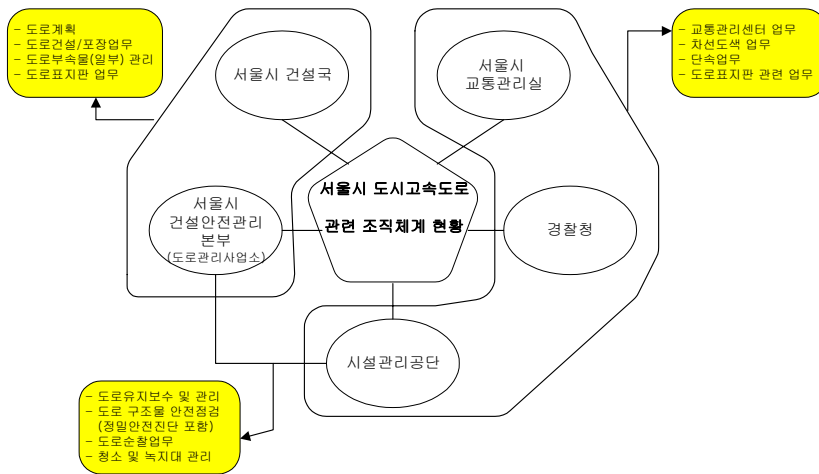 - 도로계획
- 도로건설/포장업무
- 도로부속물(일부) 관리
- 도로표지판 업무
서울시 건설국
서울시
교통관리실
- 교통관리센터 업무
- 차선도색 업무
- 단속업무
- 도로표지판 관련 업무
서울시 도시고속도로
관련 조직체계 현황
서울시
건설안전관리
본부
(도로관리사업소)
경찰청
시설관리공단
- 도로유지보수 및 관리
- 도로 구조물 안전점검
(정밀안전진단 포함)
- 도로순찰업무
- 청소 및 녹지대 관리